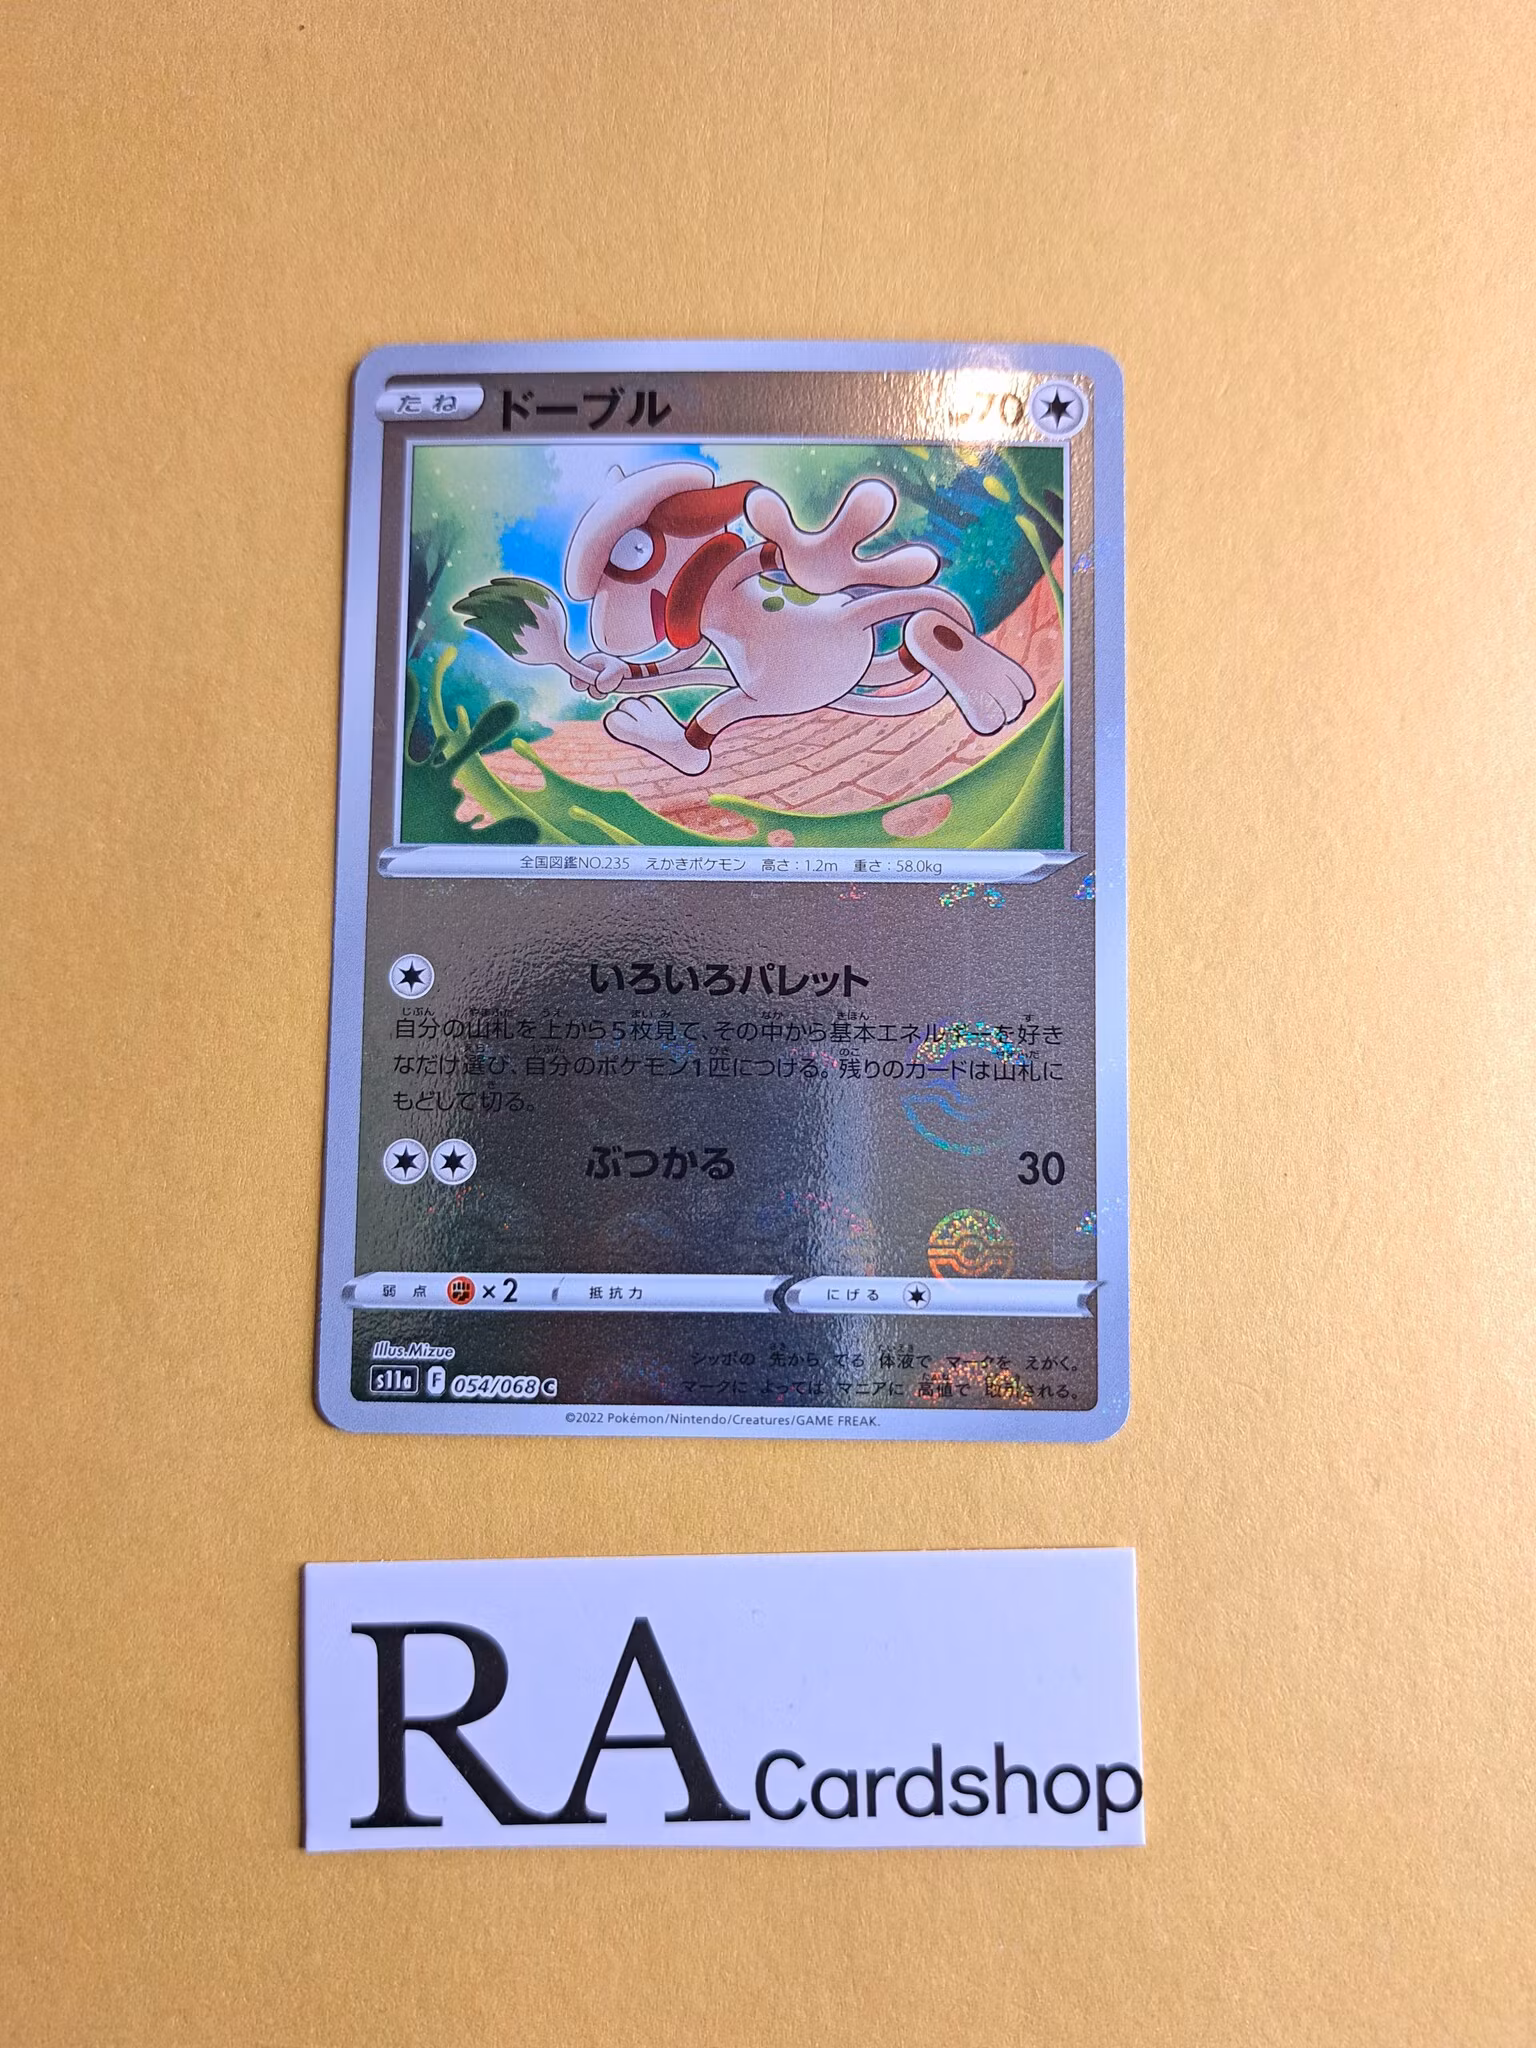 たね ドーブル 70
全国図鑑NO.235 えかきポケモン 高さ：1.2m 重さ：58.0kg
いろいろパレット
自分の山札を上から5枚見て、その中から基本エネルギーを好き
なだけ選び、自分のポケモン1匹につける。残りのカードは山札に
もどして切る。
ぶつかる 30
弱点 ×2 抵抗力 にげる
Illus.Mizue
シッポの 先から でる 体液で マークを えがく。
s11a F 054/068 C
マークに よっては マニアに 高値で 取引される。
©2022 Pokémon/Nintendo/Creatures/GAME FREAK.
RA Cardshop